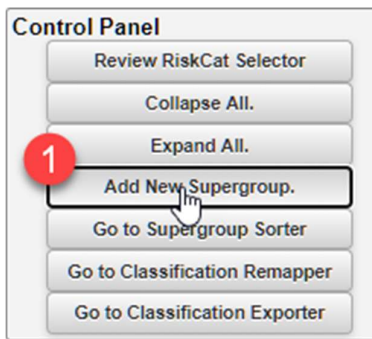 Control Panel
Review RiskCat Selector
Collapse All.
Expand All.
1
Add New Supergroup.
Go to Supergroup Sorter
Go to Classification Remapper
Go to Classification Exporter